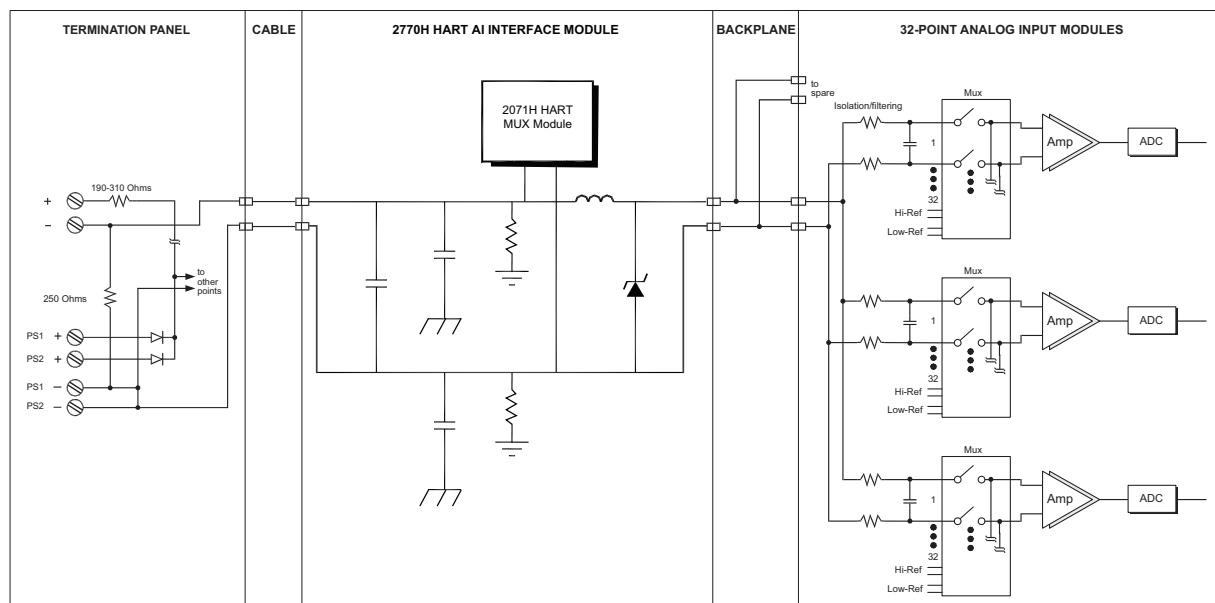 TERMINATION PANEL
CABLE
2770H HART AI INTERFACE MODULE
BACKPLANE
32-POINT ANALOG INPUT MODULES
190-310 Ohms
+
−
250 Ohms
to
other
points
PS1 +
PS2 +
PS1 −
PS2 −
2071H HART
MUX Module
to
spare
Isolation/filtering
Mux
1
32
Hi-Ref
Low-Ref
Amp
ADC
Mux
1
32
Hi-Ref
Low-Ref
Amp
ADC
Mux
1
32
Hi-Ref
Low-Ref
Amp
ADC